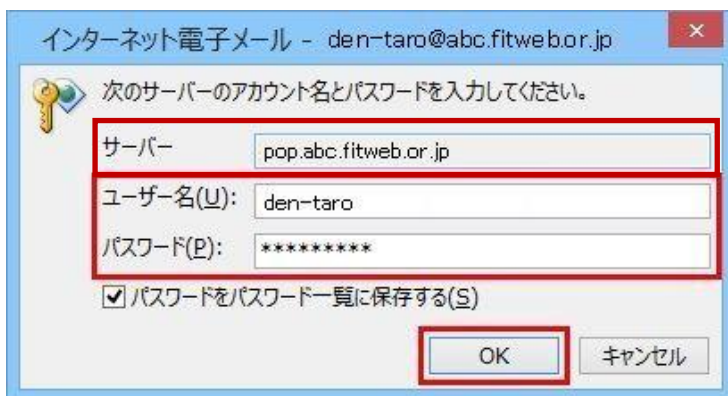 インターネット電子メール - den-taro@abc.fitweb.or.jp
次のサーバーのアカウント名とパスワードを入力してください。
サーバー pop.abc.fitweb.or.jp
ユーザー名(U): den-taro
パスワード(P): *********
パスワードをパスワード一覧に保存する(S)
OK キャンセル